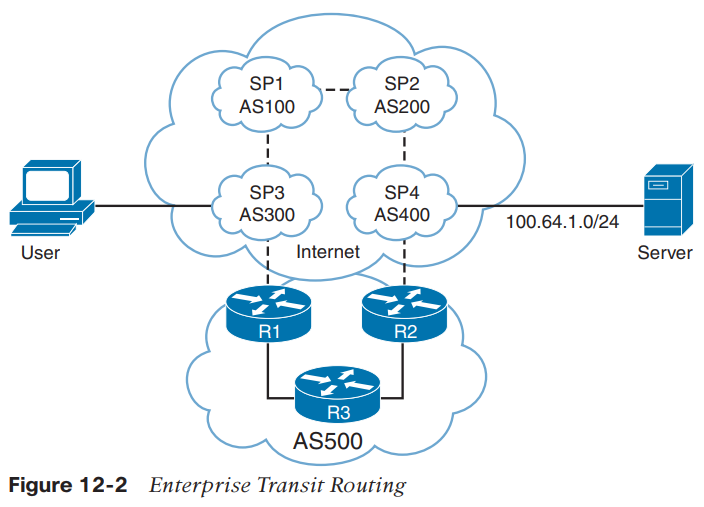 SP1
AS100
SP2
AS200
SP3
AS300
SP4
AS400
100.64.1.0/24
User
Internet
Server
R1
R2
R3
AS500
Figure 12-2 Enterprise Transit Routing